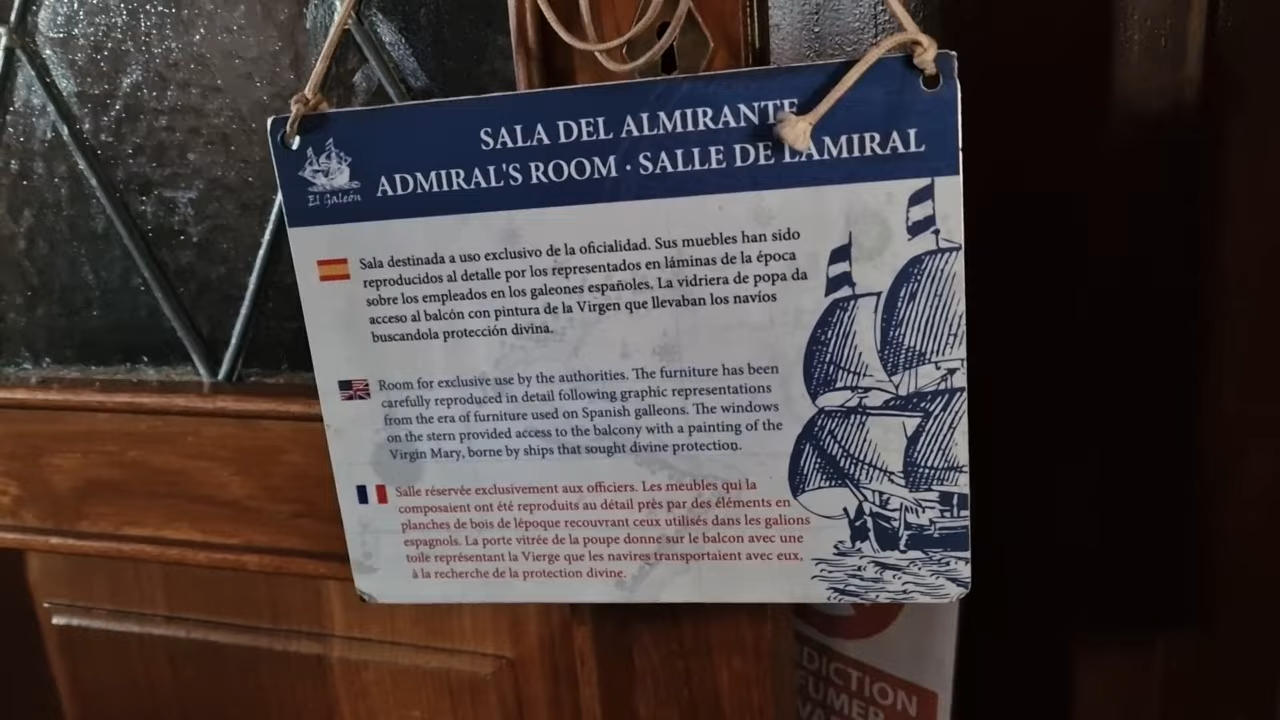 SALA DEL ALMIRANTE
ADMIRAL'S ROOM · SALLE DE LAMIRAL
El Galeón
Sala destinada a uso exclusivo de la oficialidad. Sus muebles han sido
reproducidos al detalle por los representados en láminas de la época
sobre los empleados en los galeones españoles. La vidriera de popa da
acceso al balcón con pintura de la Virgen que llevaban los navíos
buscandola protección divina.
Room for exclusive use by the authorities. The furniture has been
carefully reproduced in detail following graphic representations
from the era of furniture used on Spanish galleons. The windows
on the stern provided access to the balcony with a painting of the
Virgin Mary, borne by ships that sought divine protection.
Salle réservée exclusivement aux officiers. Les meubles qui la
composaient ont été reproduits au détail près par des éléments en
planches de bois de lépoque recouvrant ceux utilisés dans les galions
espagnols. La porte vitrée de la poupe donne sur le balcon avec une
toile représentant la Vierge que les navires transportaient avec eux,
à la recherche de la protection divine.
DICTION
FUMER